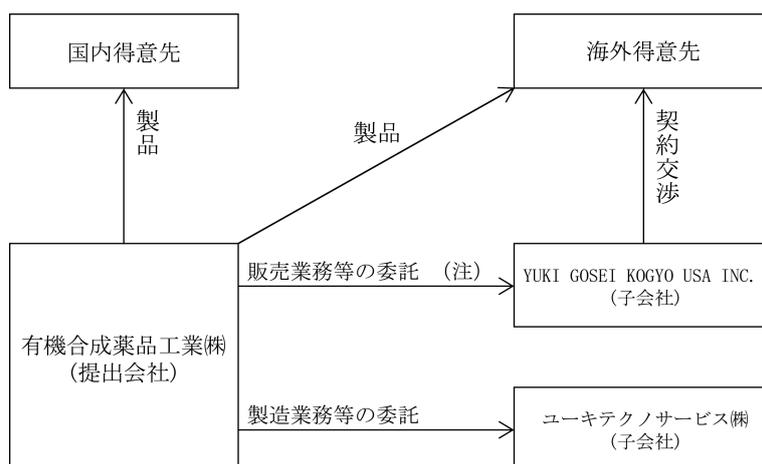 国内得意先
海外得意先
製品
製品
契約交渉
販売業務等の委託　(注)
YUKI GOSEI KOGYO USA INC.
(子会社)
有機合成薬品工業㈱
(提出会社)
製造業務等の委託
ユーキテクノサービス㈱
(子会社)